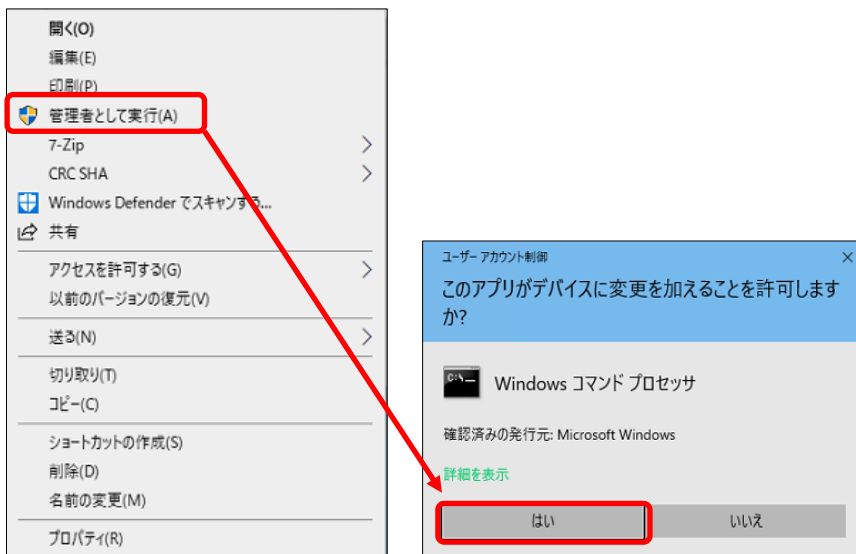 開く(O)
編集(E)
印刷(P)
管理者として実行(A)
7-Zip
CRC SHA
Windows Defender でスキャンする...
共有
アクセスを許可する(G)
以前のバージョンの復元(V)
送る(N)
切り取り(T)
コピー(C)
ショートカットの作成(S)
削除(D)
名前の変更(M)
プロパティ(R)
ユーザー アカウント制御
このアプリがデバイスに変更を加えることを許可します
か?
C:\
Windows コマンド プロセッサ
確認済みの発行元: Microsoft Windows
詳細を表示
はい
いいえ